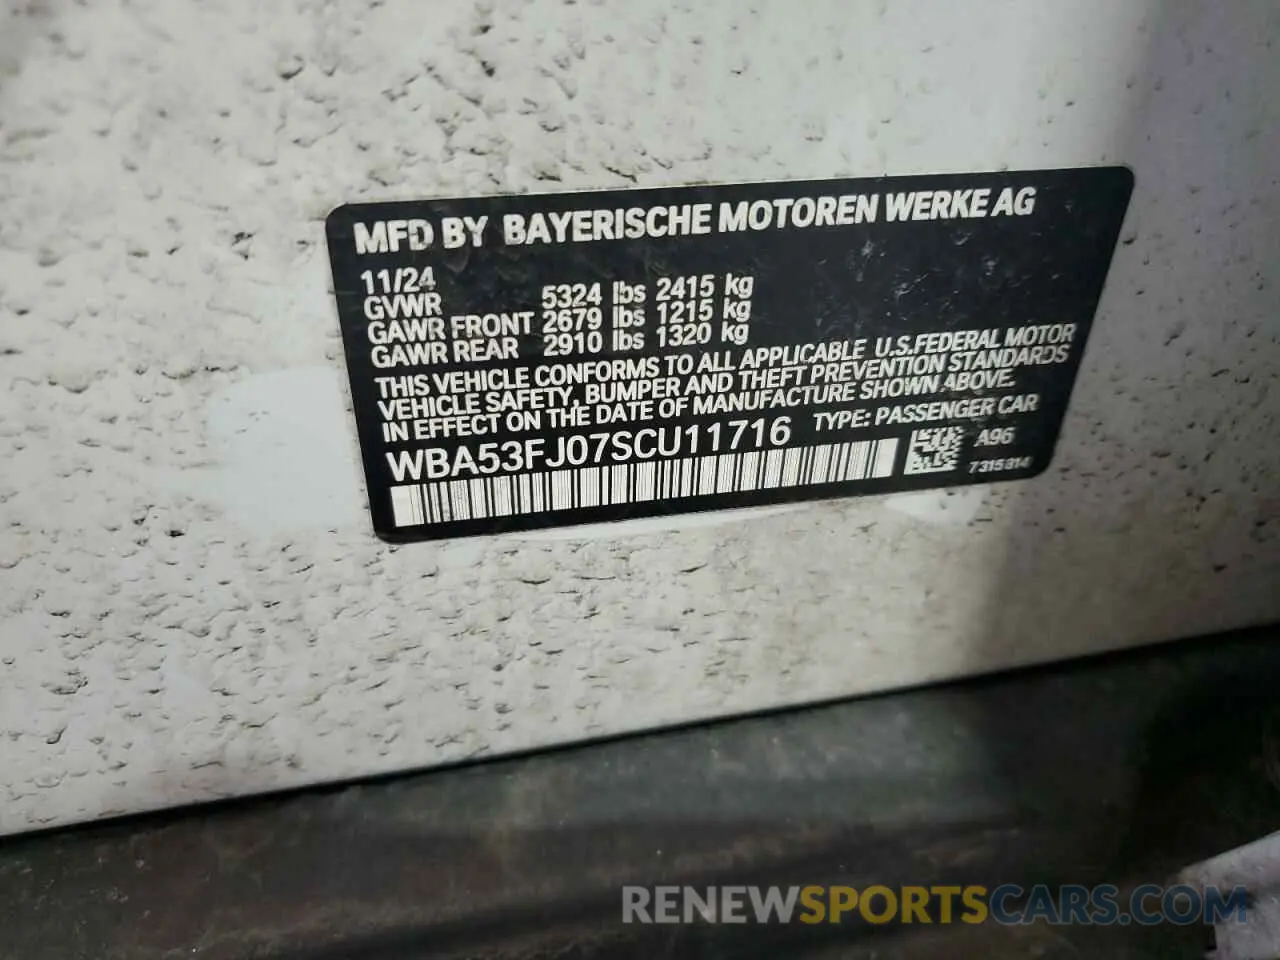 MFD BY BAYERISCHE MOTOREN WERKE AG
11/24
GVWR 5324 lbs 2415 kg
GAWR FRONT 2679 lbs 1215 kg
GAWR REAR 2910 lbs 1320 kg
THIS VEHICLE CONFORMS TO ALL APPLICABLE U.S.FEDERAL MOTOR
VEHICLE SAFETY, BUMPER AND THEFT PREVENTION STANDARDS
IN EFFECT ON THE DATE OF MANUFACTURE SHOWN ABOVE.
WBA53FJ07SCU11716 TYPE: PASSENGER CAR
A96
7315814
RENEWSPORTSCARS.COM